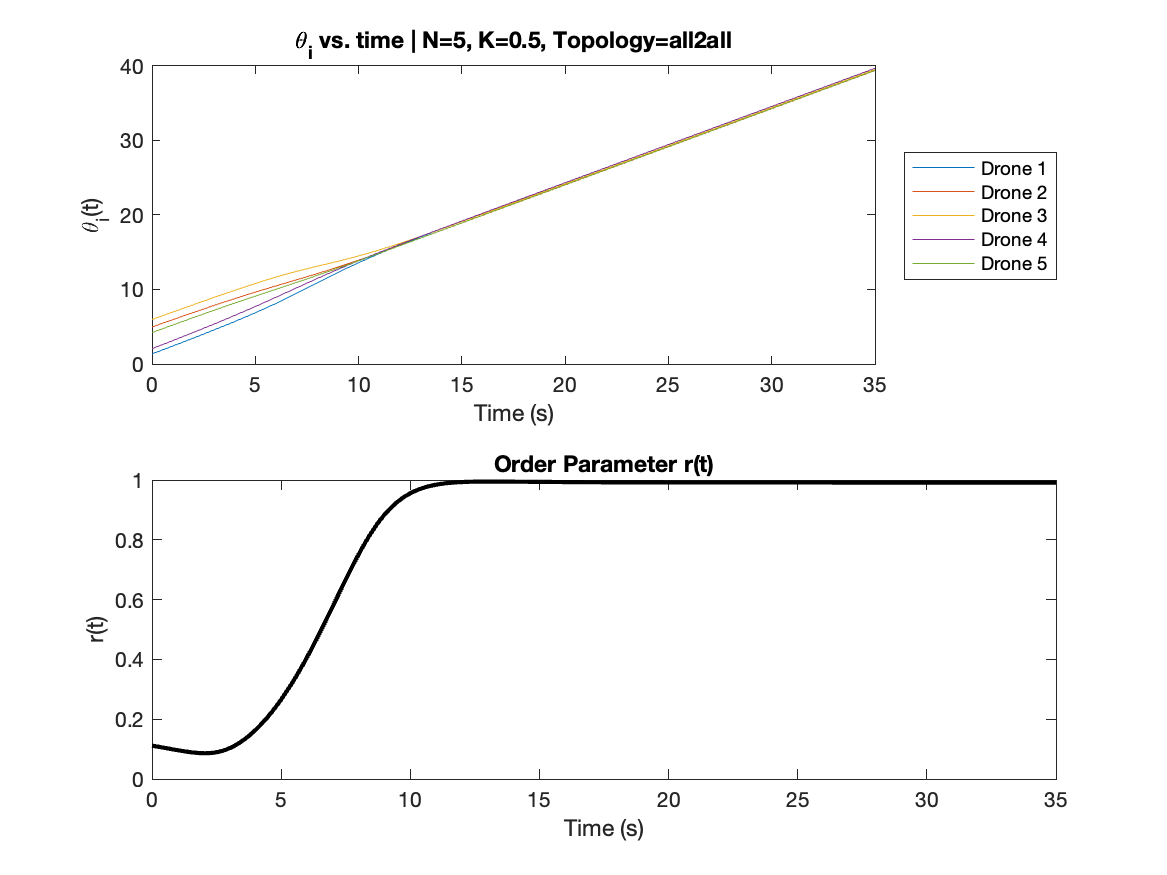 θi vs. time | N=5, K=0.5, Topology=all2all
40
30
20
10
0
θi(t)
0 5 10 15 20 25 30 35
Time (s)
Drone 1
Drone 2
Drone 3
Drone 4
Drone 5
Order Parameter r(t)
1
0.8
0.6
0.4
0.2
0
r(t)
0 5 10 15 20 25 30 35
Time (s)